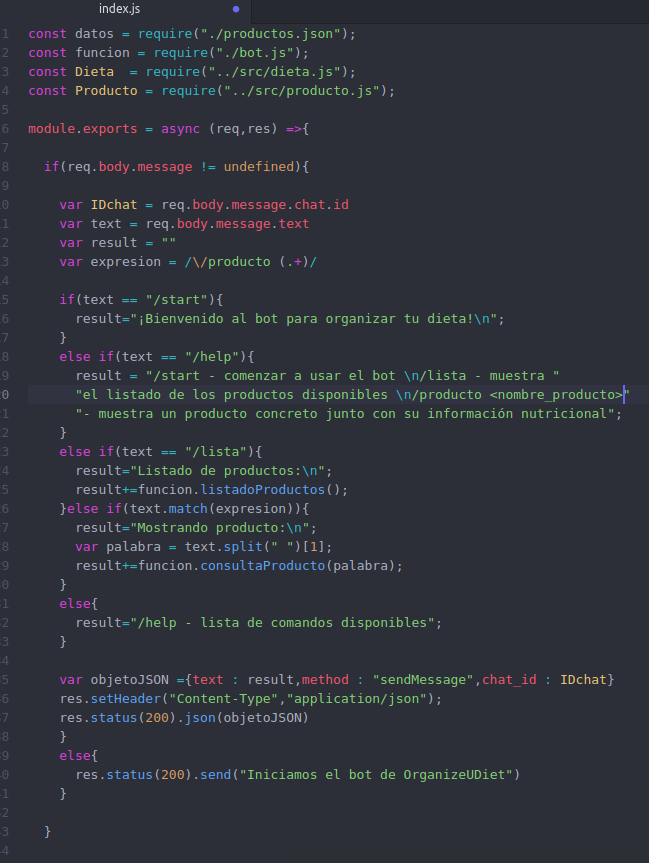 index.js
1 const datos = require("./productos.json");
2 const funcion = require("./bot.js");
3 const Dieta  = require("../src/dieta.js");
4 const Producto = require("../src/producto.js");
5
6 module.exports = async (req,res) =>{
7
8   if(req.body.message != undefined){
9
0     var IDchat = req.body.message.chat.id
1     var text = req.body.message.text
2     var result = ""
3     var expresion = /\/producto (.+)/
4
5     if(text == "/start"){
6       result="¡Bienvenido al bot para organizar tu dieta!\n";
7     }
8     else if(text == "/help"){
9       result = "/start - comenzar a usar el bot \n/lista - muestra "
20       "el listado de los productos disponibles \n/producto <nombre_producto>"
1       "- muestra un producto concreto junto con su información nutricional";
2     }
3     else if(text == "/lista"){
4       result="Listado de productos:\n";
5       result+=funcion.listadoProductos();
6     }else if(text.match(expresion)){
7       result="Mostrando producto:\n";
8       var palabra = text.split(" ")[1];
9       result+=funcion.consultaProducto(palabra);
0     }
1     else{
2       result="/help - lista de comandos disponibles";
3     }
4
5     var objetoJSON ={text : result,method : "sendMessage",chat_id : IDchat}
6     res.setHeader("Content-Type","application/json");
7     res.status(200).json(objetoJSON)
8     }
9     else{
0       res.status(200).send("Iniciamos el bot de OrganizeUDiet")
1     }
2
3   }
4